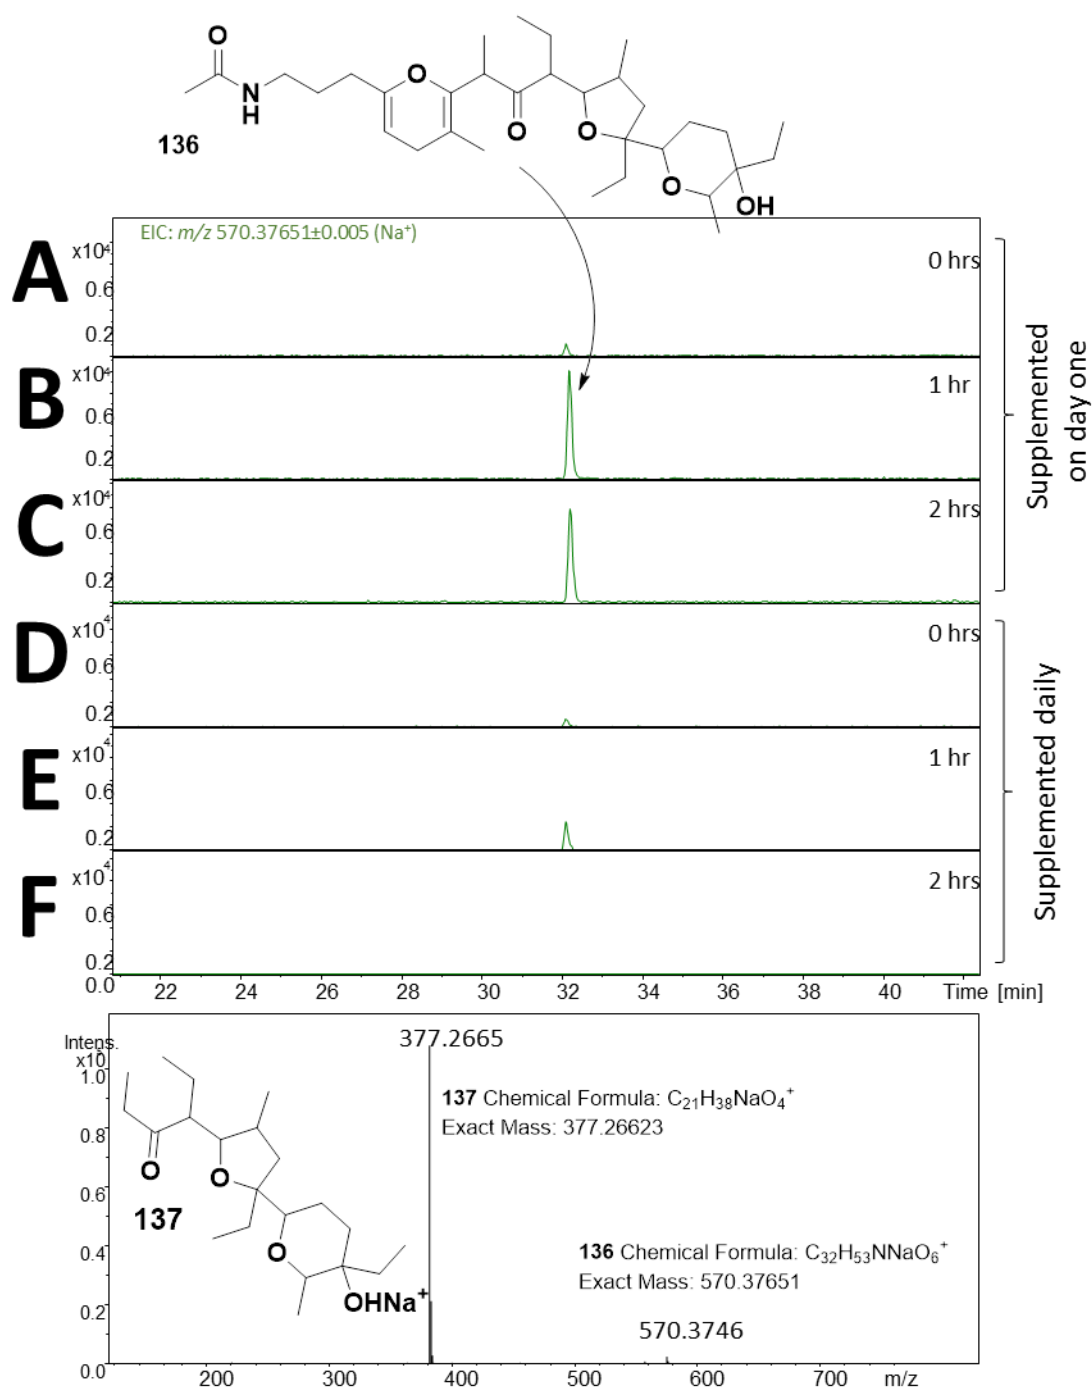 O
N
H
O
O
O
O
OH
136
EIC: m/z 570.37651±0.005 (Na⁺)
A
x10⁴
0.6
0.2
0 hrs
B
x10⁴
0.6
0.2
1 hr
C
x10⁴
0.6
0.2
2 hrs
Supplemented
on day one
D
x10⁴
0.6
0.2
0 hrs
E
x10⁴
0.6
0.2
1 hr
F
x10⁴
0.6
0.2
0.0
2 hrs
Supplemented daily
22 24 26 28 30 32 34 36 38 40 Time [min]
Intens.
1.0
0.8
0.6
0.4
0.2
0.0
377.2665
137 Chemical Formula: C₂₁H₃₈NaO₄⁺
Exact Mass: 377.26623
O
O
137
O
OHNa⁺
136 Chemical Formula: C₃₂H₅₃NNaO₆⁺
Exact Mass: 570.37651
570.3746
200 300 400 500 600 700 m/z